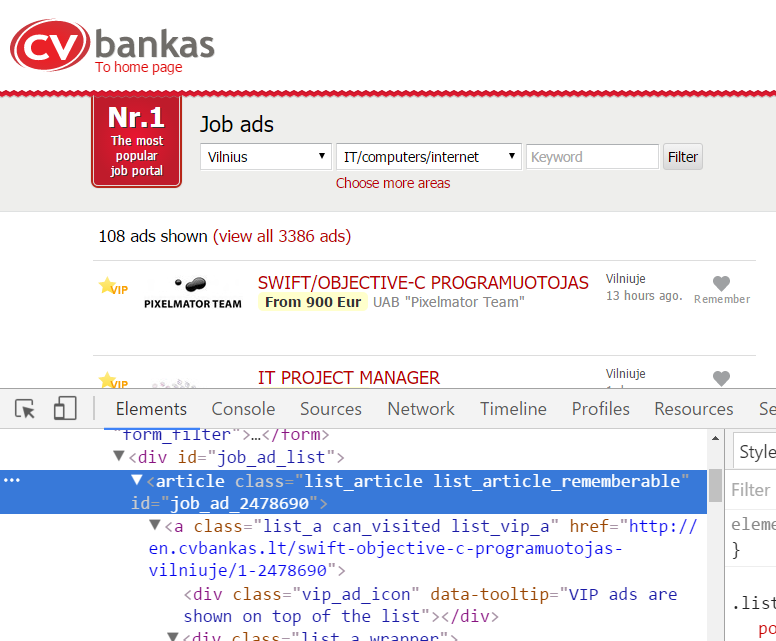 CV bankas
To home page
Nr.1
The most
popular
job portal
Job ads
Vilnius IT/computers/internet Keyword Filter
Choose more areas
108 ads shown (view all 3386 ads)
VIP PIXELMATOR TEAM SWIFT/OBJECTIVE-C PROGRAMUOTOJAS Vilniuje
From 900 Eur UAB "Pixelmator Team" 13 hours ago. Remember
VIP IT PROJECT MANAGER Vilniuje
Elements Console Sources Network Timeline Profiles Resources Se
"form_filter">…</form>
<div id="job_ad_list"> Style
<article class="list_article list_article_rememberable"
id="job_ad_2478690"> Filter
<a class="list_a can_visited list_vip_a" href="http:// eleme
en.cvbankas.lt/swift-objective-c-programuotojas- }
vilniuje/1-2478690">
<div class="vip_ad_icon" data-tooltip="VIP ads are .list
shown on top of the list"></div> po
<div class="list_a_wrapper">